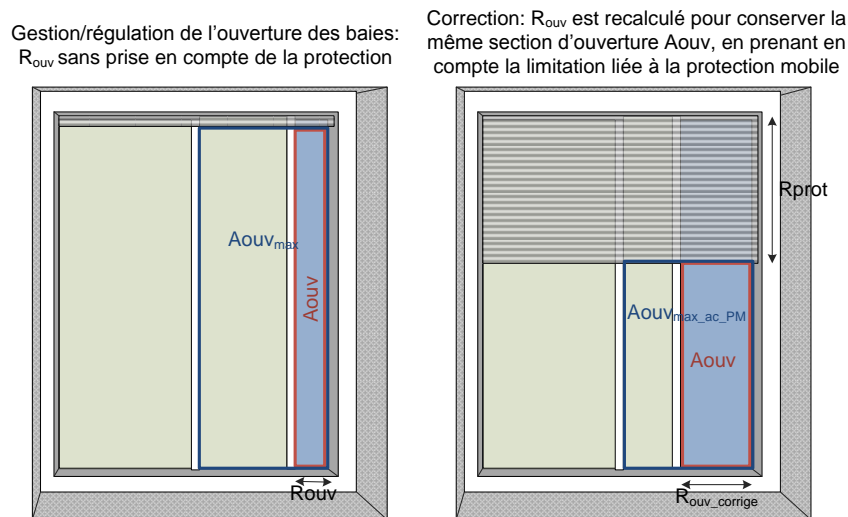 Gestion/régulation de l'ouverture des baies:
Rouv sans prise en compte de la protection
Correction: Rouv est recalculé pour conserver la
même section d'ouverture Aouv, en prenant en
compte la limitation liée à la protection mobile
Aouvmax
Aouv
Rouv
Rprot
Aouvmax_ac_PM
Aouv
Rouv_corrige